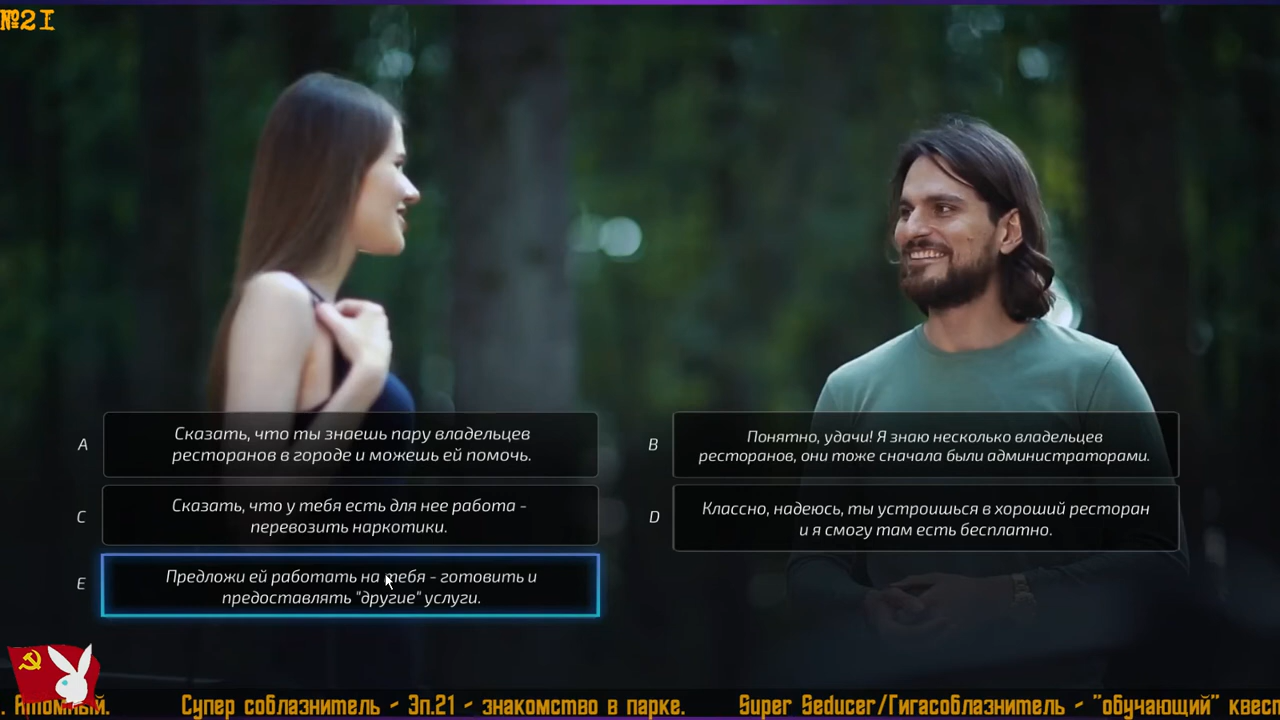 №21
A
Сказать, что ты знаешь пару владельцев
ресторанов в городе и можешь ей помочь.
B
Понятно, удачи! Я знаю несколько владельцев
ресторанов, они тоже сначала были администраторами.
C
Сказать, что у тебя есть для нее работа -
перевозить наркотики.
D
Классно, надеюсь, ты устроишься в хороший ресторан
и я смогу там есть бесплатно.
E
Предложи ей работать на тебя - готовить и
предоставлять "другие" услуги.
. Атомный. Супер соблазнитель - Эп.21 - знакомство в парке. Super Seducer/Гигасоблазнитель - "обучающий" квест